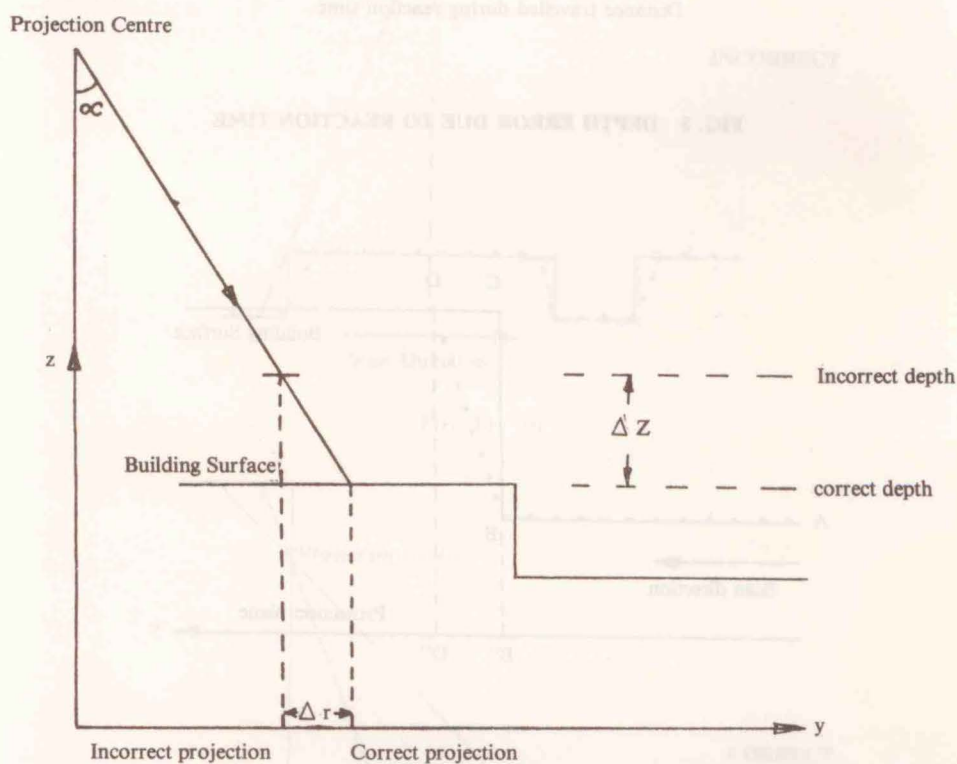 Projection Centre
∝
z
Incorrect depth
Δ Z
Building Surface
correct depth
Δ r
y
Incorrect projection
Correct projection